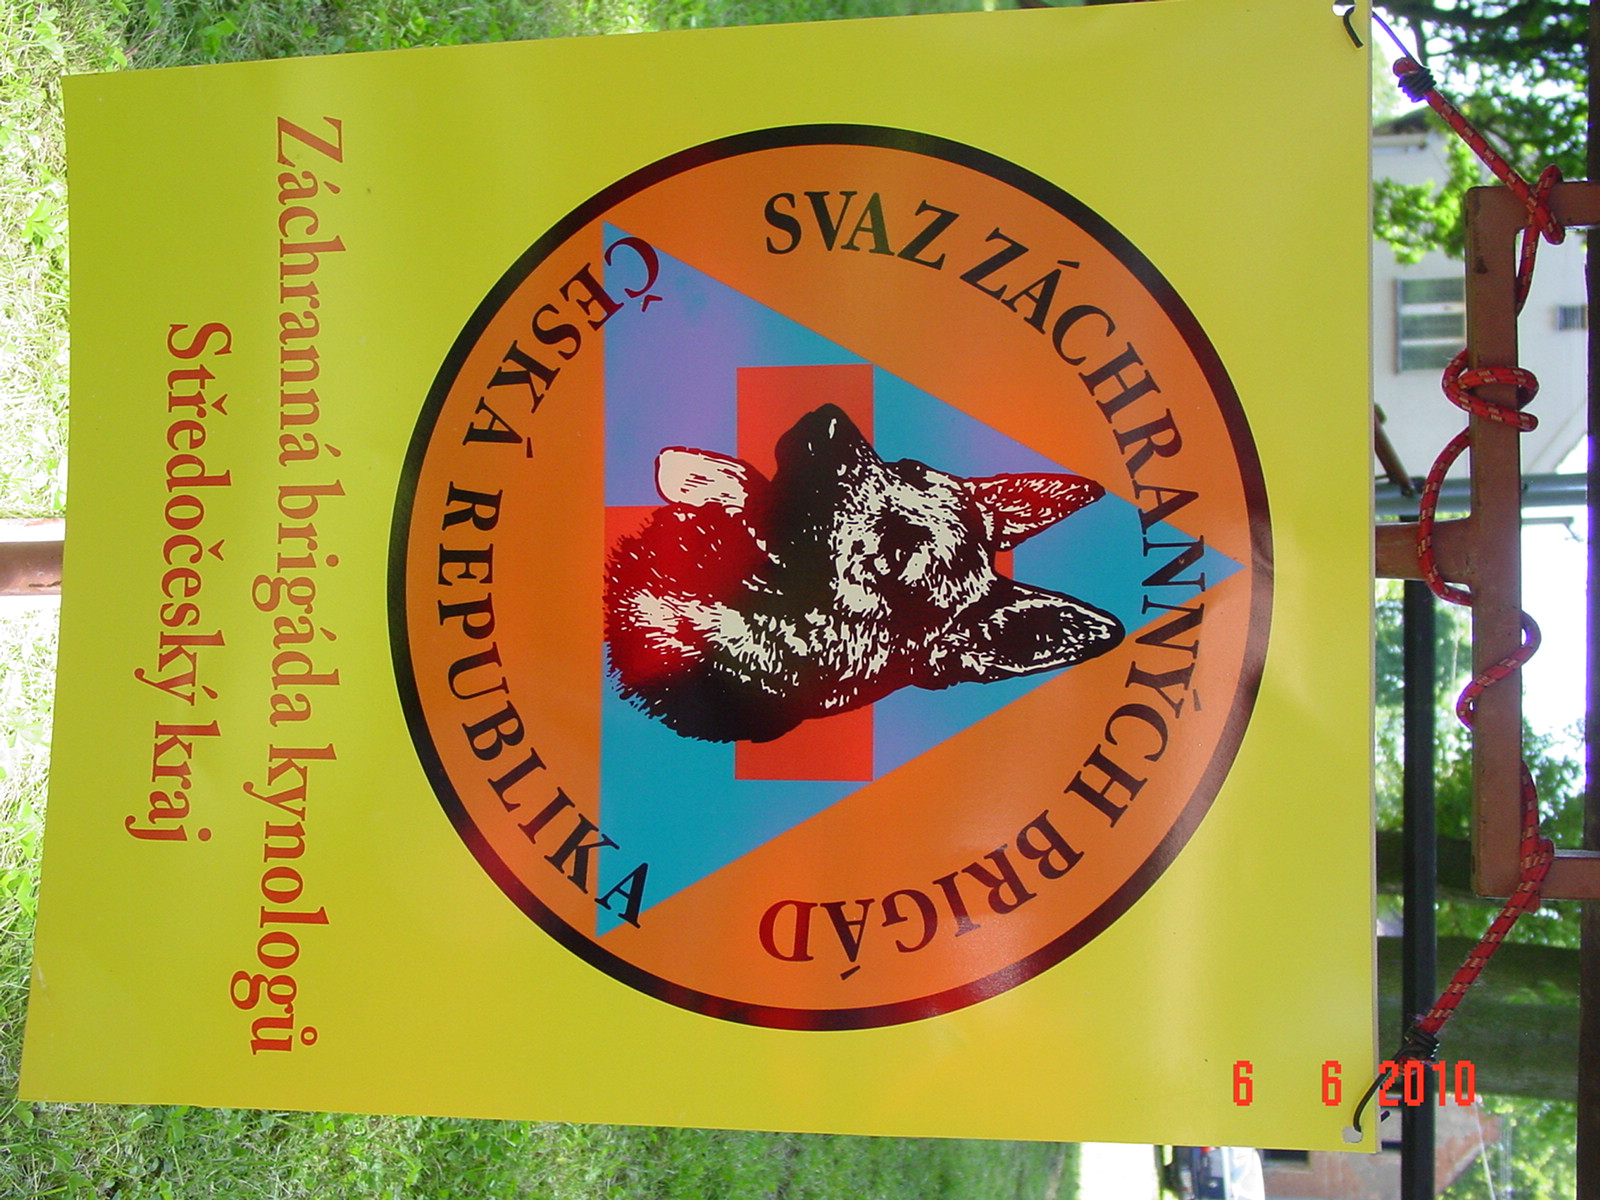 SVAZ ZÁCHRANNÝCH BRIGÁD
ČESKÁ REPUBLIKA
Záchranná brigáda kynologů
Středočeský kraj
6 6 2010